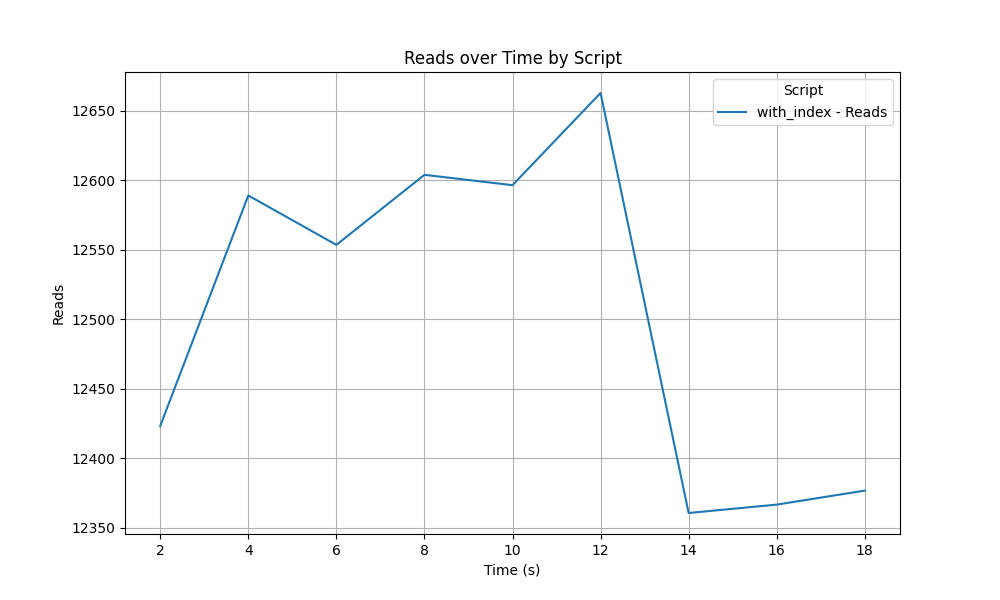 Reads over Time by Script
Script
with_index - Reads
Reads
12650
12600
12550
12500
12450
12400
12350
2 4 6 8 10 12 14 16 18
Time (s)